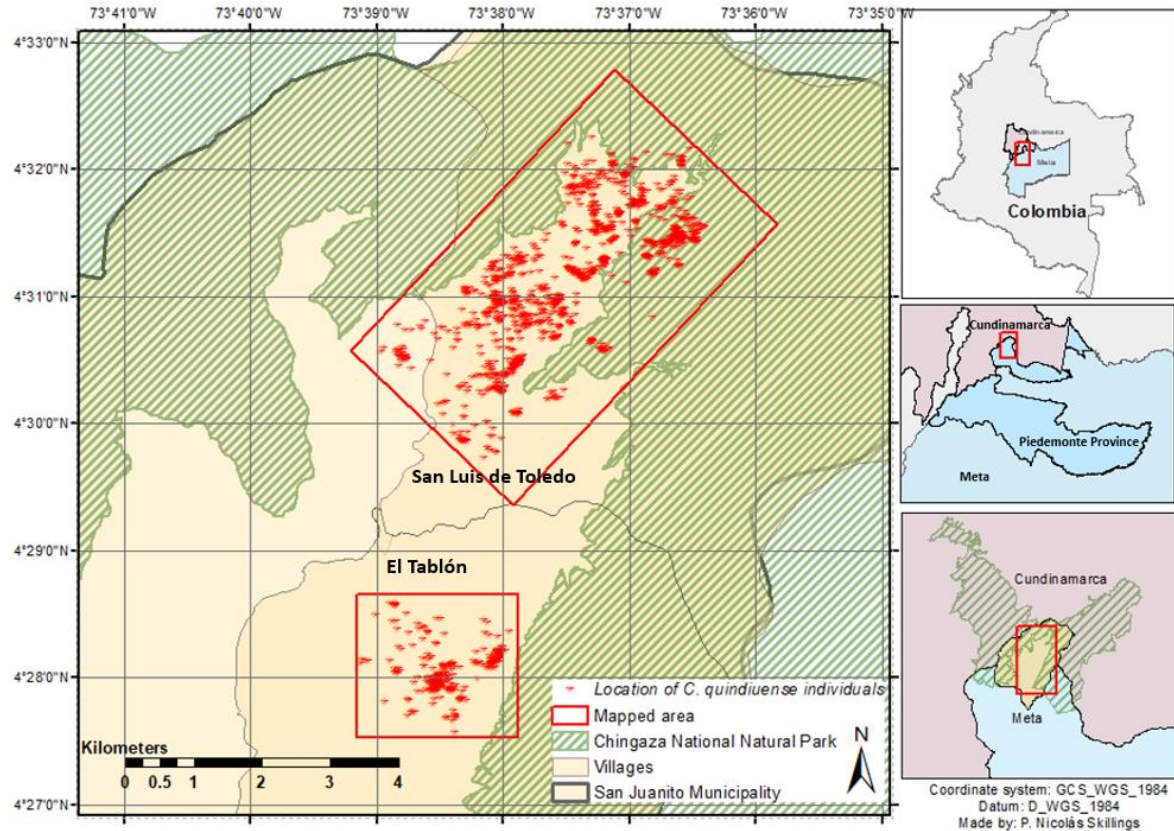 73°41'0"W 73°40'0"W 73°39'0"W 73°38'0"W 73°37'0"W 73°36'0"W 73°35'0"W
4°33'0"N
4°32'0"N
4°31'0"N
4°30'0"N
4°29'0"N
4°28'0"N
4°27'0"N
San Luis de Toledo
El Tablón
Kilometers
0 0.5 1 2 3 4
Location of C. quindiuense individuals
Mapped area
Chingaza National Natural Park
Villages
San Juanito Municipality
N
Cundinamarca
Meta
Colombia
Cundinamarca
Piedemonte Province
Meta
Cundinamarca
Meta
Coordinate system: GCS_WGS_1984
Datum: D_WGS_1984
Made by: P. Nicolás Skillings